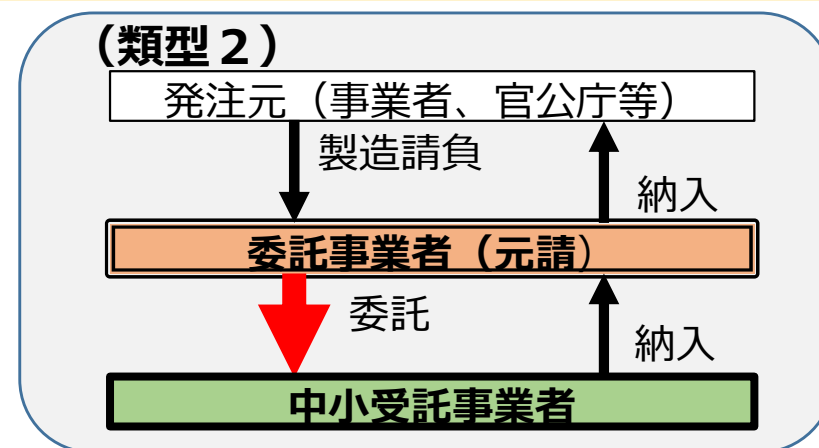 （類型２）
発注元（事業者、官公庁等）
製造請負
納入
委託事業者（元請）
委託
納入
中小受託事業者